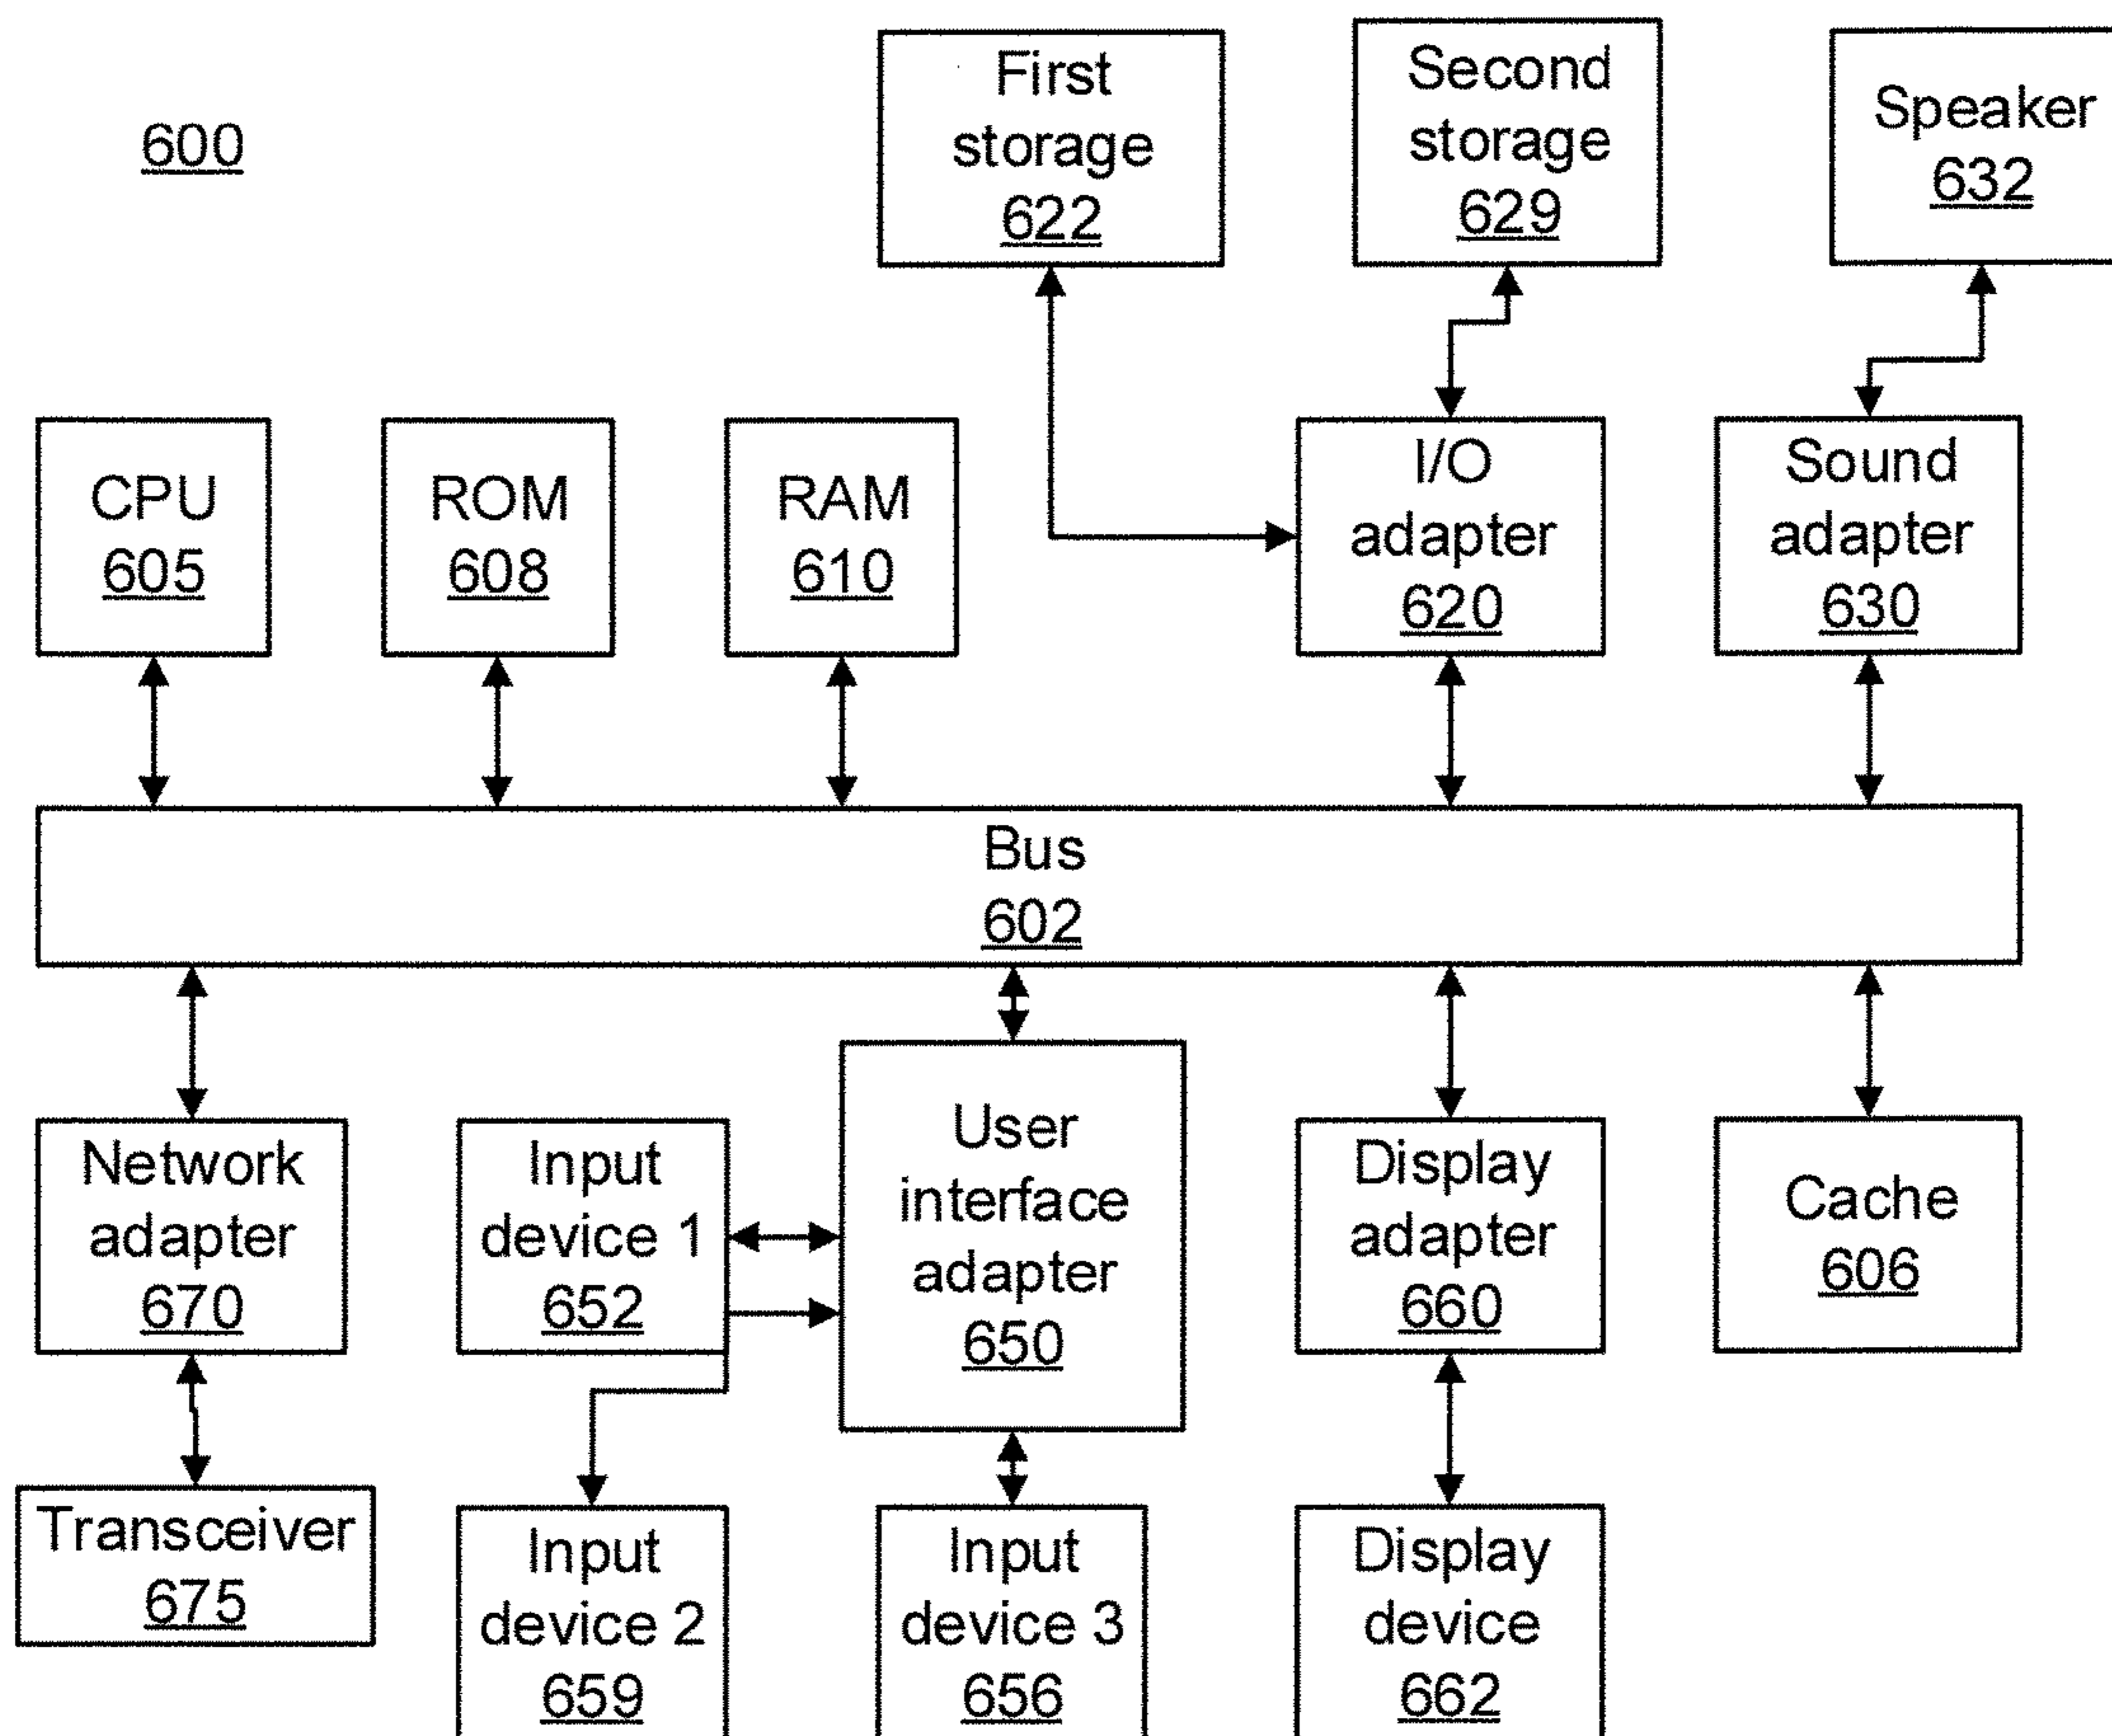 600
First
storage
622
Second
storage
629
Speaker
632
CPU
605
ROM
608
RAM
610
I/O
adapter
620
Sound
adapter
630
Bus
602
Network
adapter
670
Input
device 1
652
User
interface
adapter
650
Display
adapter
660
Cache
606
Transceiver
675
Input
device 2
659
Input
device 3
656
Display
device
662